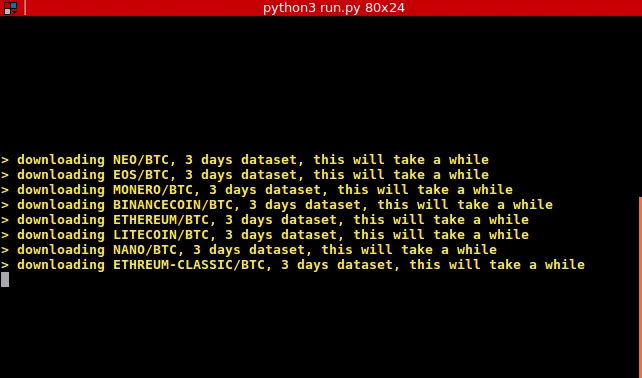 python3 run.py 80x24
> downloading NEO/BTC, 3 days dataset, this will take a while
> downloading EOS/BTC, 3 days dataset, this will take a while
> downloading MONERO/BTC, 3 days dataset, this will take a while
> downloading BINANCECOIN/BTC, 3 days dataset, this will take a while
> downloading ETHEREUM/BTC, 3 days dataset, this will take a while
> downloading LITECOIN/BTC, 3 days dataset, this will take a while
> downloading NANO/BTC, 3 days dataset, this will take a while
> downloading ETHREUM-CLASSIC/BTC, 3 days dataset, this will take a while